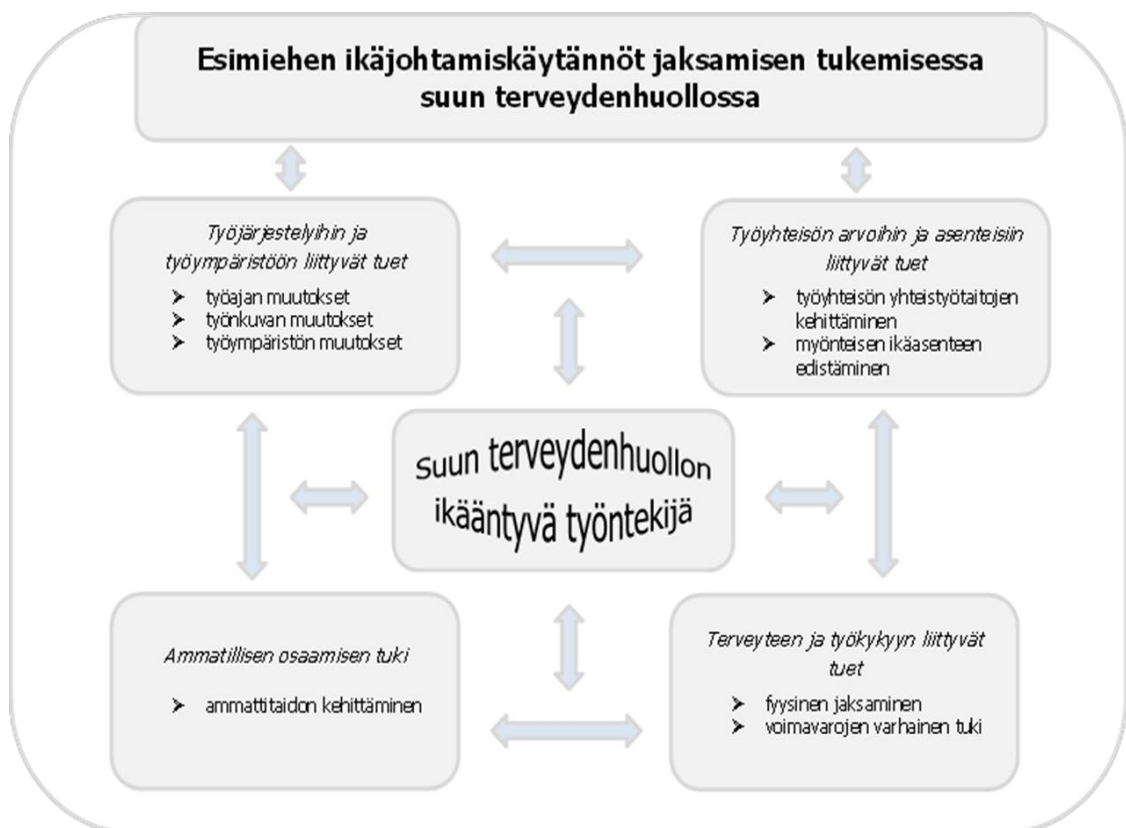 Esimiehen ikäjohtamiskäytännöt jaksamisen tukemisessa
suun terveydenhuollossa
Työjärjestelyihin ja
työympäristöön liittyvät tuet
työajan muutokset
työnkuvan muutokset
työympäristön muutokset
Työyhteisön arvoihin ja asenteisiin
liittyvät tuet
työyhteisön yhteistyötaitojen
kehittäminen
myönteisen ikäasenteen
edistäminen
Suun terveydenhuollon
ikääntyvä työntekijä
Ammatillisen osaamisen tuki
ammattitaidon kehittäminen
Terveyteen ja työkykyyn liittyvät
tuet
fyysinen jaksaminen
voimavarojen varhainen tuki